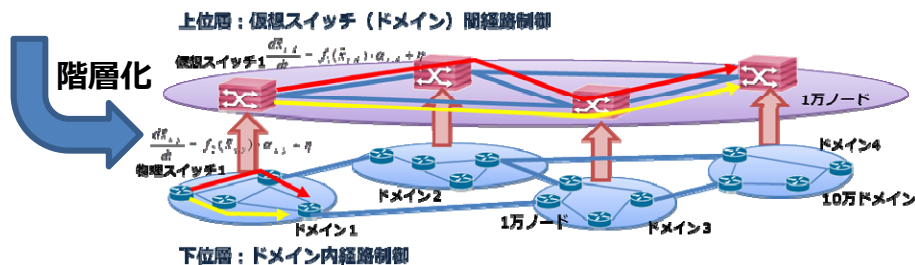 上位層：仮想スイッチ（ドメイン）間経路制御
階層化
仮想スイッチ1
1万ノード
物理スイッチ1
ドメイン4
ドメイン2
10万ドメイン
1万ノード
ドメイン1
ドメイン3
下位層：ドメイン内経路制御